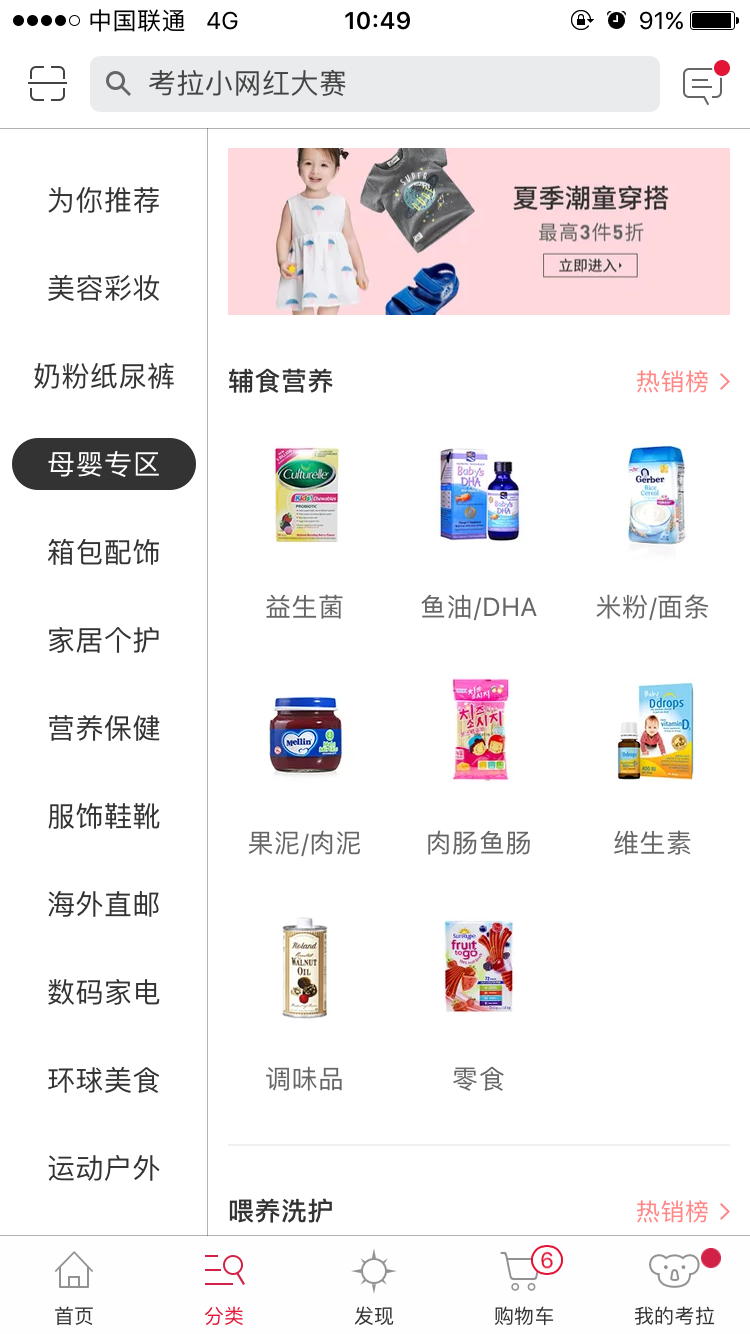 中国联通 4G 10:49 91%
考拉小网红大赛
为你推荐
美容彩妆
奶粉纸尿裤
母婴专区
箱包配饰
家居个护
营养保健
服饰鞋靴
海外直邮
数码家电
环球美食
运动户外
SUPER
夏季潮童穿搭
最高3件5折
立即进入
辅食营养 热销榜
Culturelle
Kids Chewables
PROBIOTIC
Baby's
DHA
Baby's
DHA
Gerber
Rice
Cereal
益生菌 鱼油/DHA 米粉/面条
Mellin
치즈
소시지
Baby
Ddrops
Vitamin D
Ddrops
果泥/肉泥 肉肠鱼肠 维生素
Roland
WALNUT
OIL
SunRype
fruit
to go
调味品 零食
喂养洗护 热销榜
6
首页 分类 发现 购物车 我的考拉